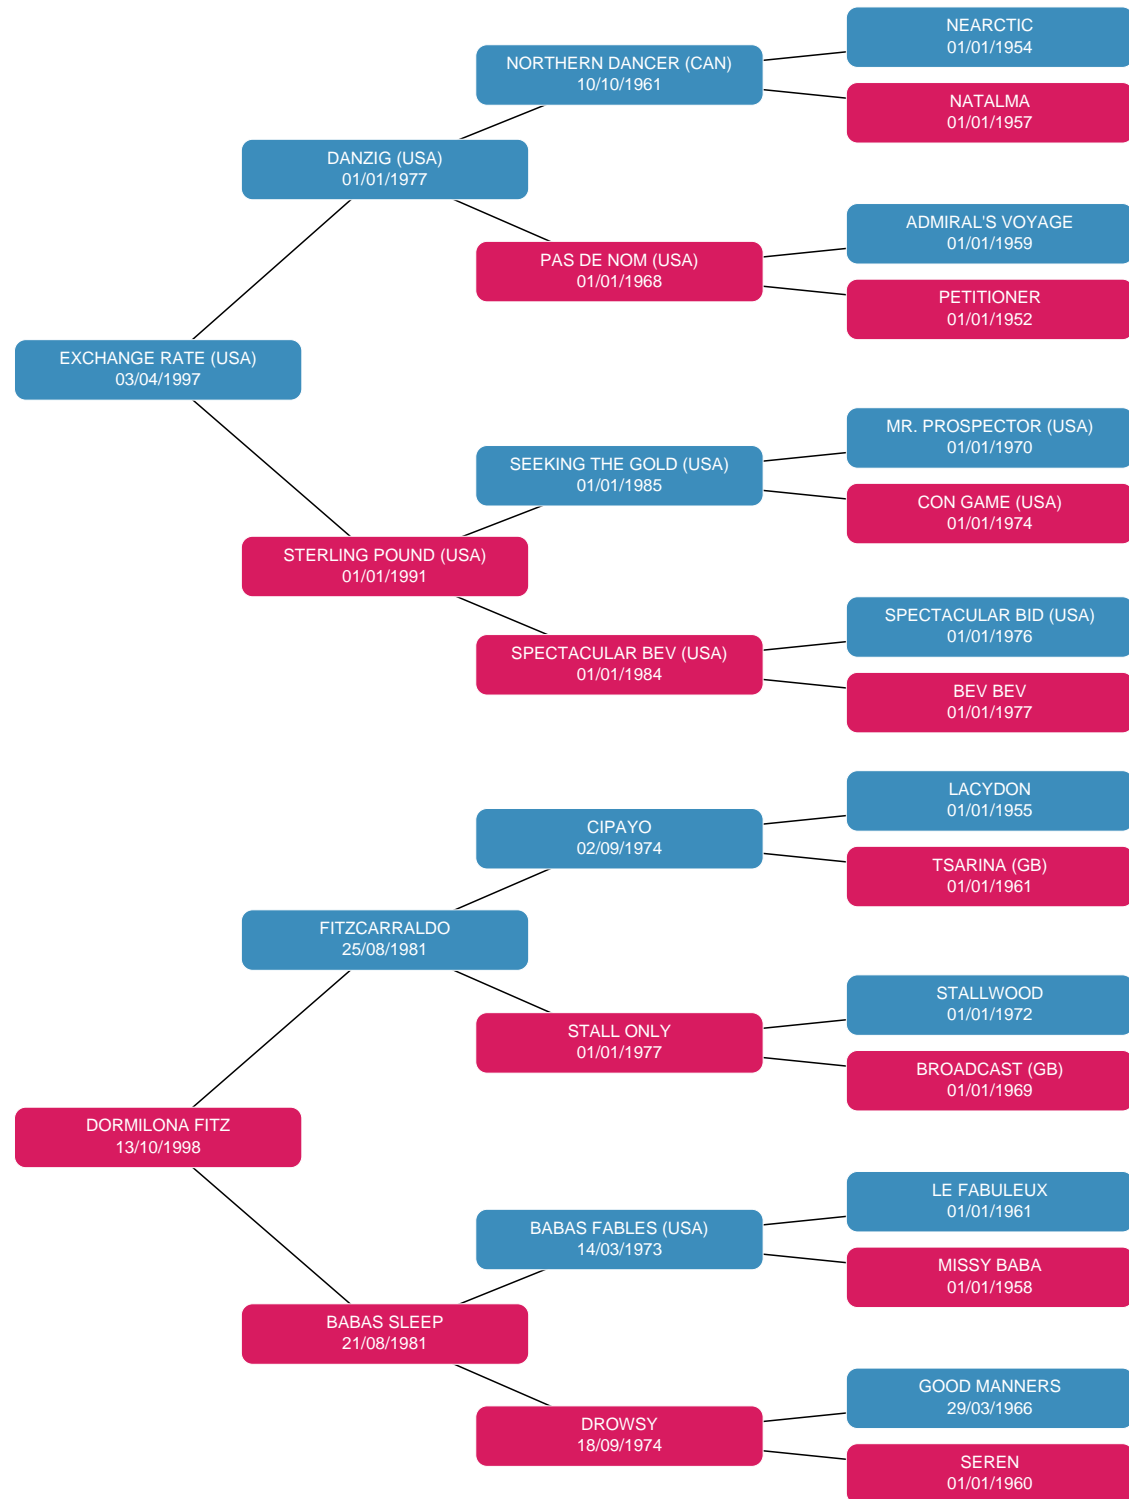 NEARCTIC
01/01/1954
NORTHERN DANCER (CAN)
10/10/1961
NATALMA
01/01/1957
DANZIG (USA)
01/01/1977
ADMIRAL'S VOYAGE
01/01/1959
PAS DE NOM (USA)
01/01/1968
PETITIONER
01/01/1952
EXCHANGE RATE (USA)
03/04/1997
MR. PROSPECTOR (USA)
01/01/1970
SEEKING THE GOLD (USA)
01/01/1985
CON GAME (USA)
01/01/1974
STERLING POUND (USA)
01/01/1991
SPECTACULAR BID (USA)
01/01/1976
SPECTACULAR BEV (USA)
01/01/1984
BEV BEV
01/01/1977
LACYDON
01/01/1955
CIPAYO
02/09/1974
TSARINA (GB)
01/01/1961
FITZCARRALDO
25/08/1981
STALLWOOD
01/01/1972
STALL ONLY
01/01/1977
BROADCAST (GB)
01/01/1969
DORMILONA FITZ
13/10/1998
LE FABULEUX
01/01/1961
BABAS FABLES (USA)
14/03/1973
MISSY BABA
01/01/1958
BABAS SLEEP
21/08/1981
GOOD MANNERS
29/03/1966
DROWSY
18/09/1974
SEREN
01/01/1960